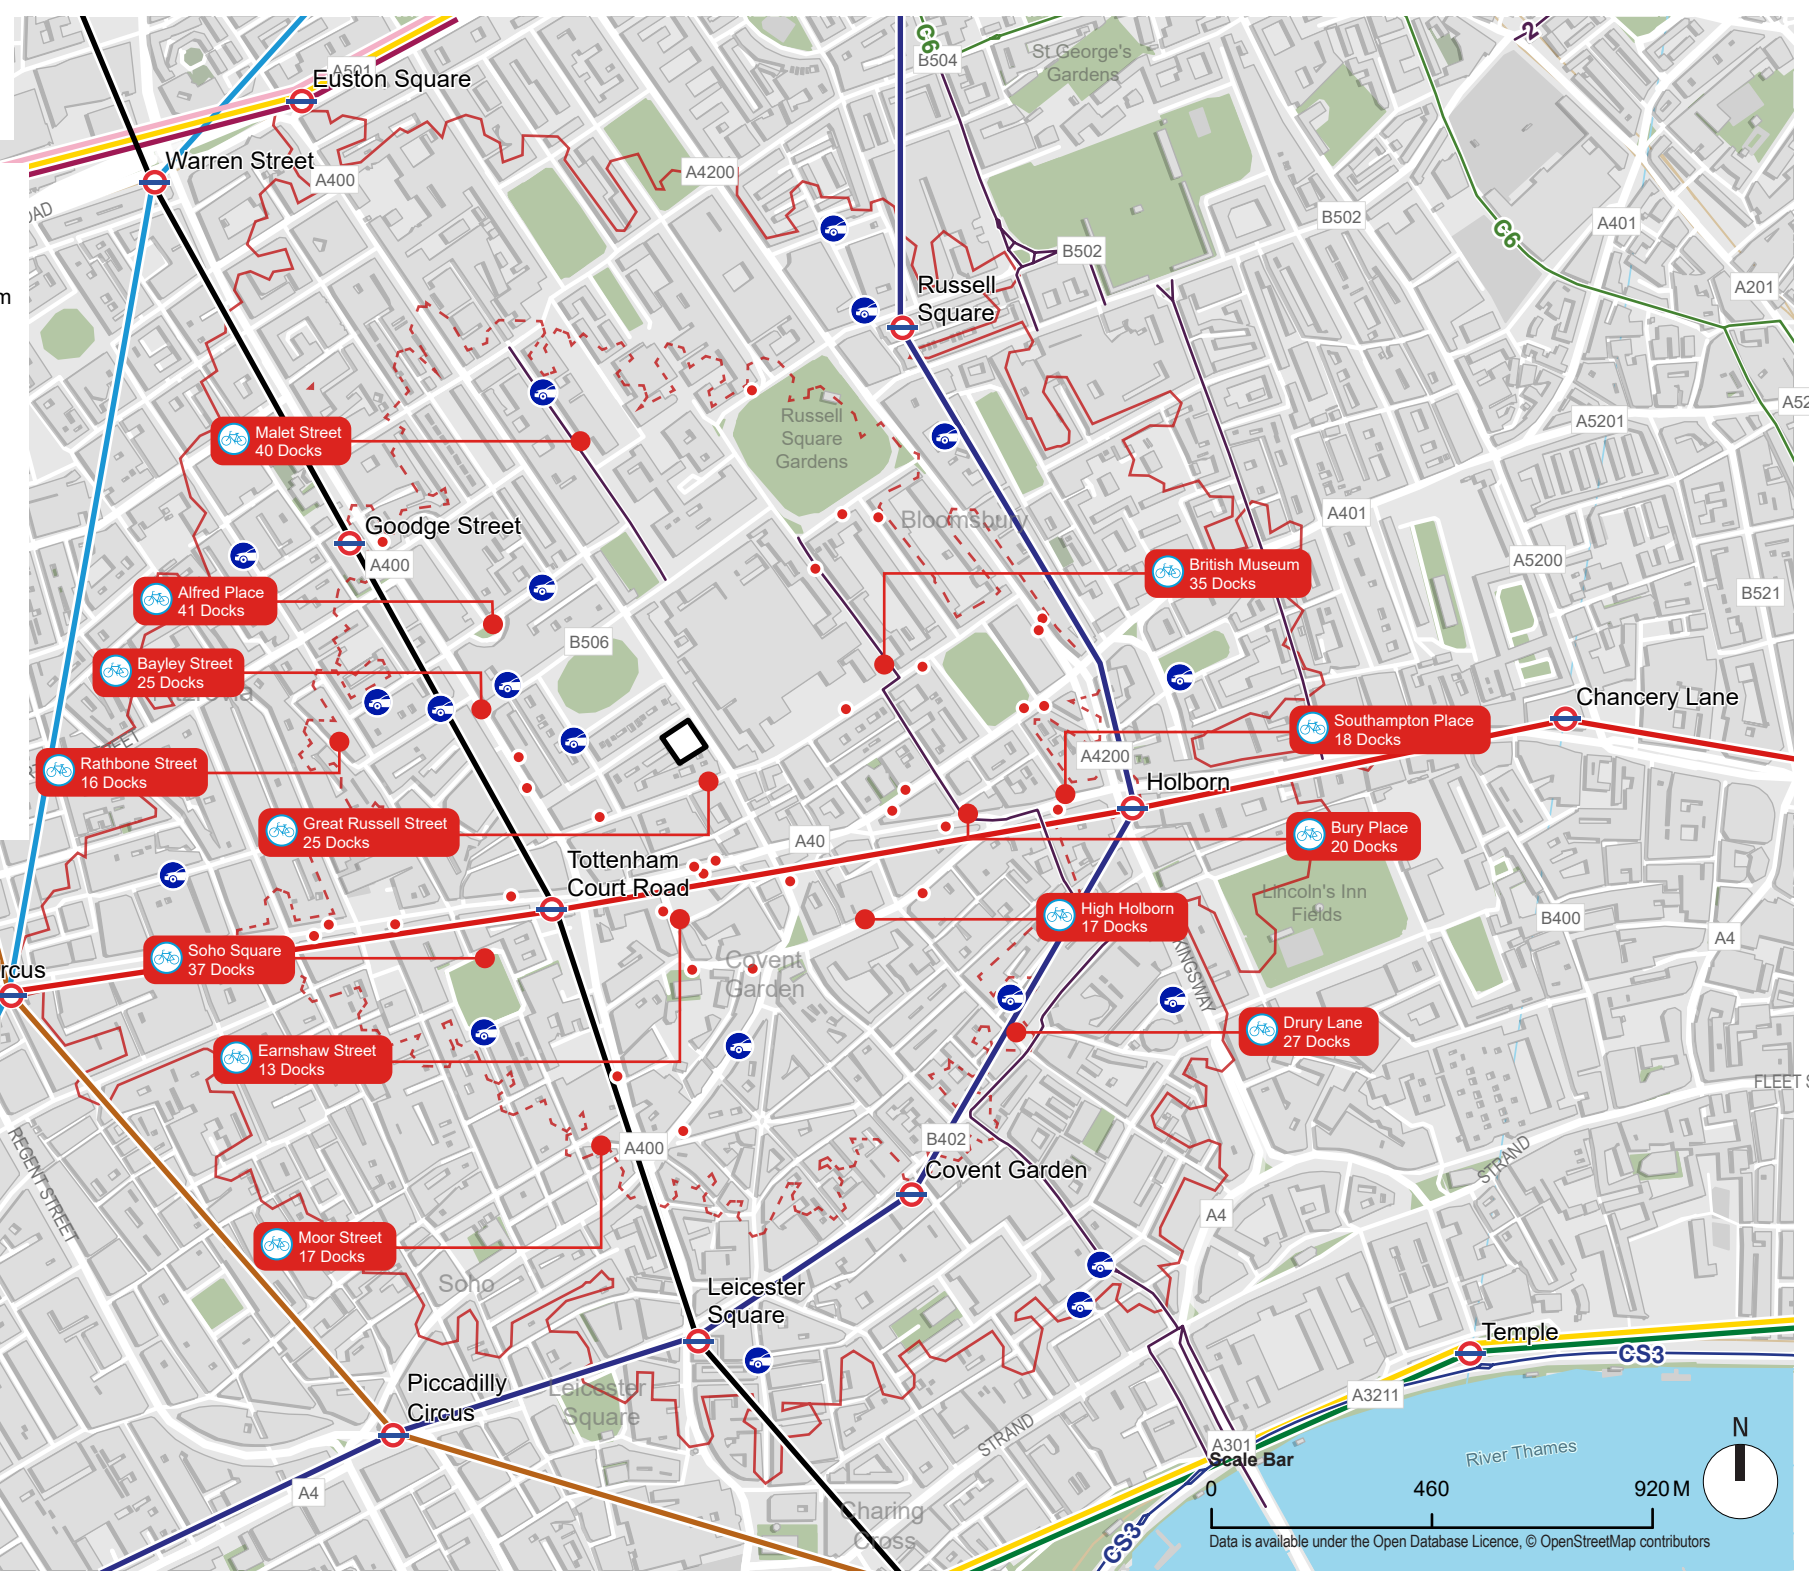 C6
B504
St George's
Gardens
A501
Euston Square
Warren Street
A400
A4200
B502
A401
C6
B502
OAD
m
Russell
Square
A201
Russell
Square
Gardens
A5201
Malet Street
40 Docks
Goodge Street
A400
Bloomsbury
A401
A5200
British Museum
35 Docks
B521
Alfred Place
41 Docks
B506
Bayley Street
25 Docks
Chancery Lane
Southampton Place
18 Docks
A4200
Rathbone Street
16 Docks
Holborn
Great Russell Street
25 Docks
A40
Bury Place
20 Docks
Tottenham
Court Road
Lincoln's Inn
Fields
High Holborn
17 Docks
B400
A4
KINGSWAY
Soho Square
37 Docks
rcus
Covent
Garden
Drury Lane
27 Docks
Earnshaw Street
13 Docks
FLEET S
REGENT STREET
A400
B402
Covent Garden
STRAND
A4
Moor Street
17 Docks
Soho
Leicester
Square
Temple
CS3
Piccadilly
Circus
Leicester
Square
A3211
STRAND
A301
Scale Bar
River Thames
N
A4
0 460 920 M
Charing
Cross
CS3
Data is available under the Open Database Licence, © OpenStreetMap contributors